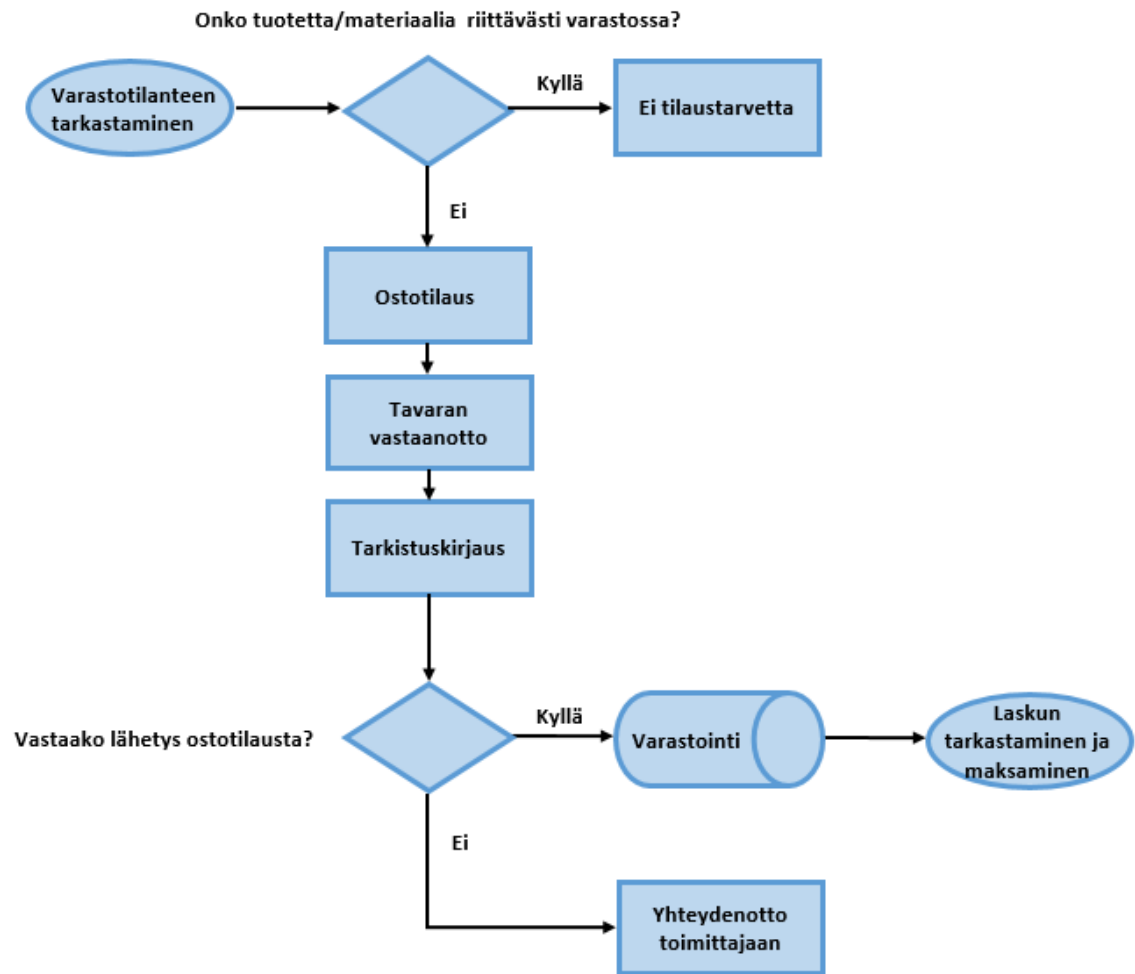 Onko tuotetta/materiaalia riittävästi varastossa?
Varastotilanteen
tarkastaminen
Kyllä
Ei tilaustarvetta
Ei
Ostotilaus
Tavaran
vastaanotto
Tarkistuskirjaus
Vastaako lähetys ostotilausta?
Kyllä
Varastointi
Laskun
tarkastaminen ja
maksaminen
Ei
Yhteydenotto
toimittajaan